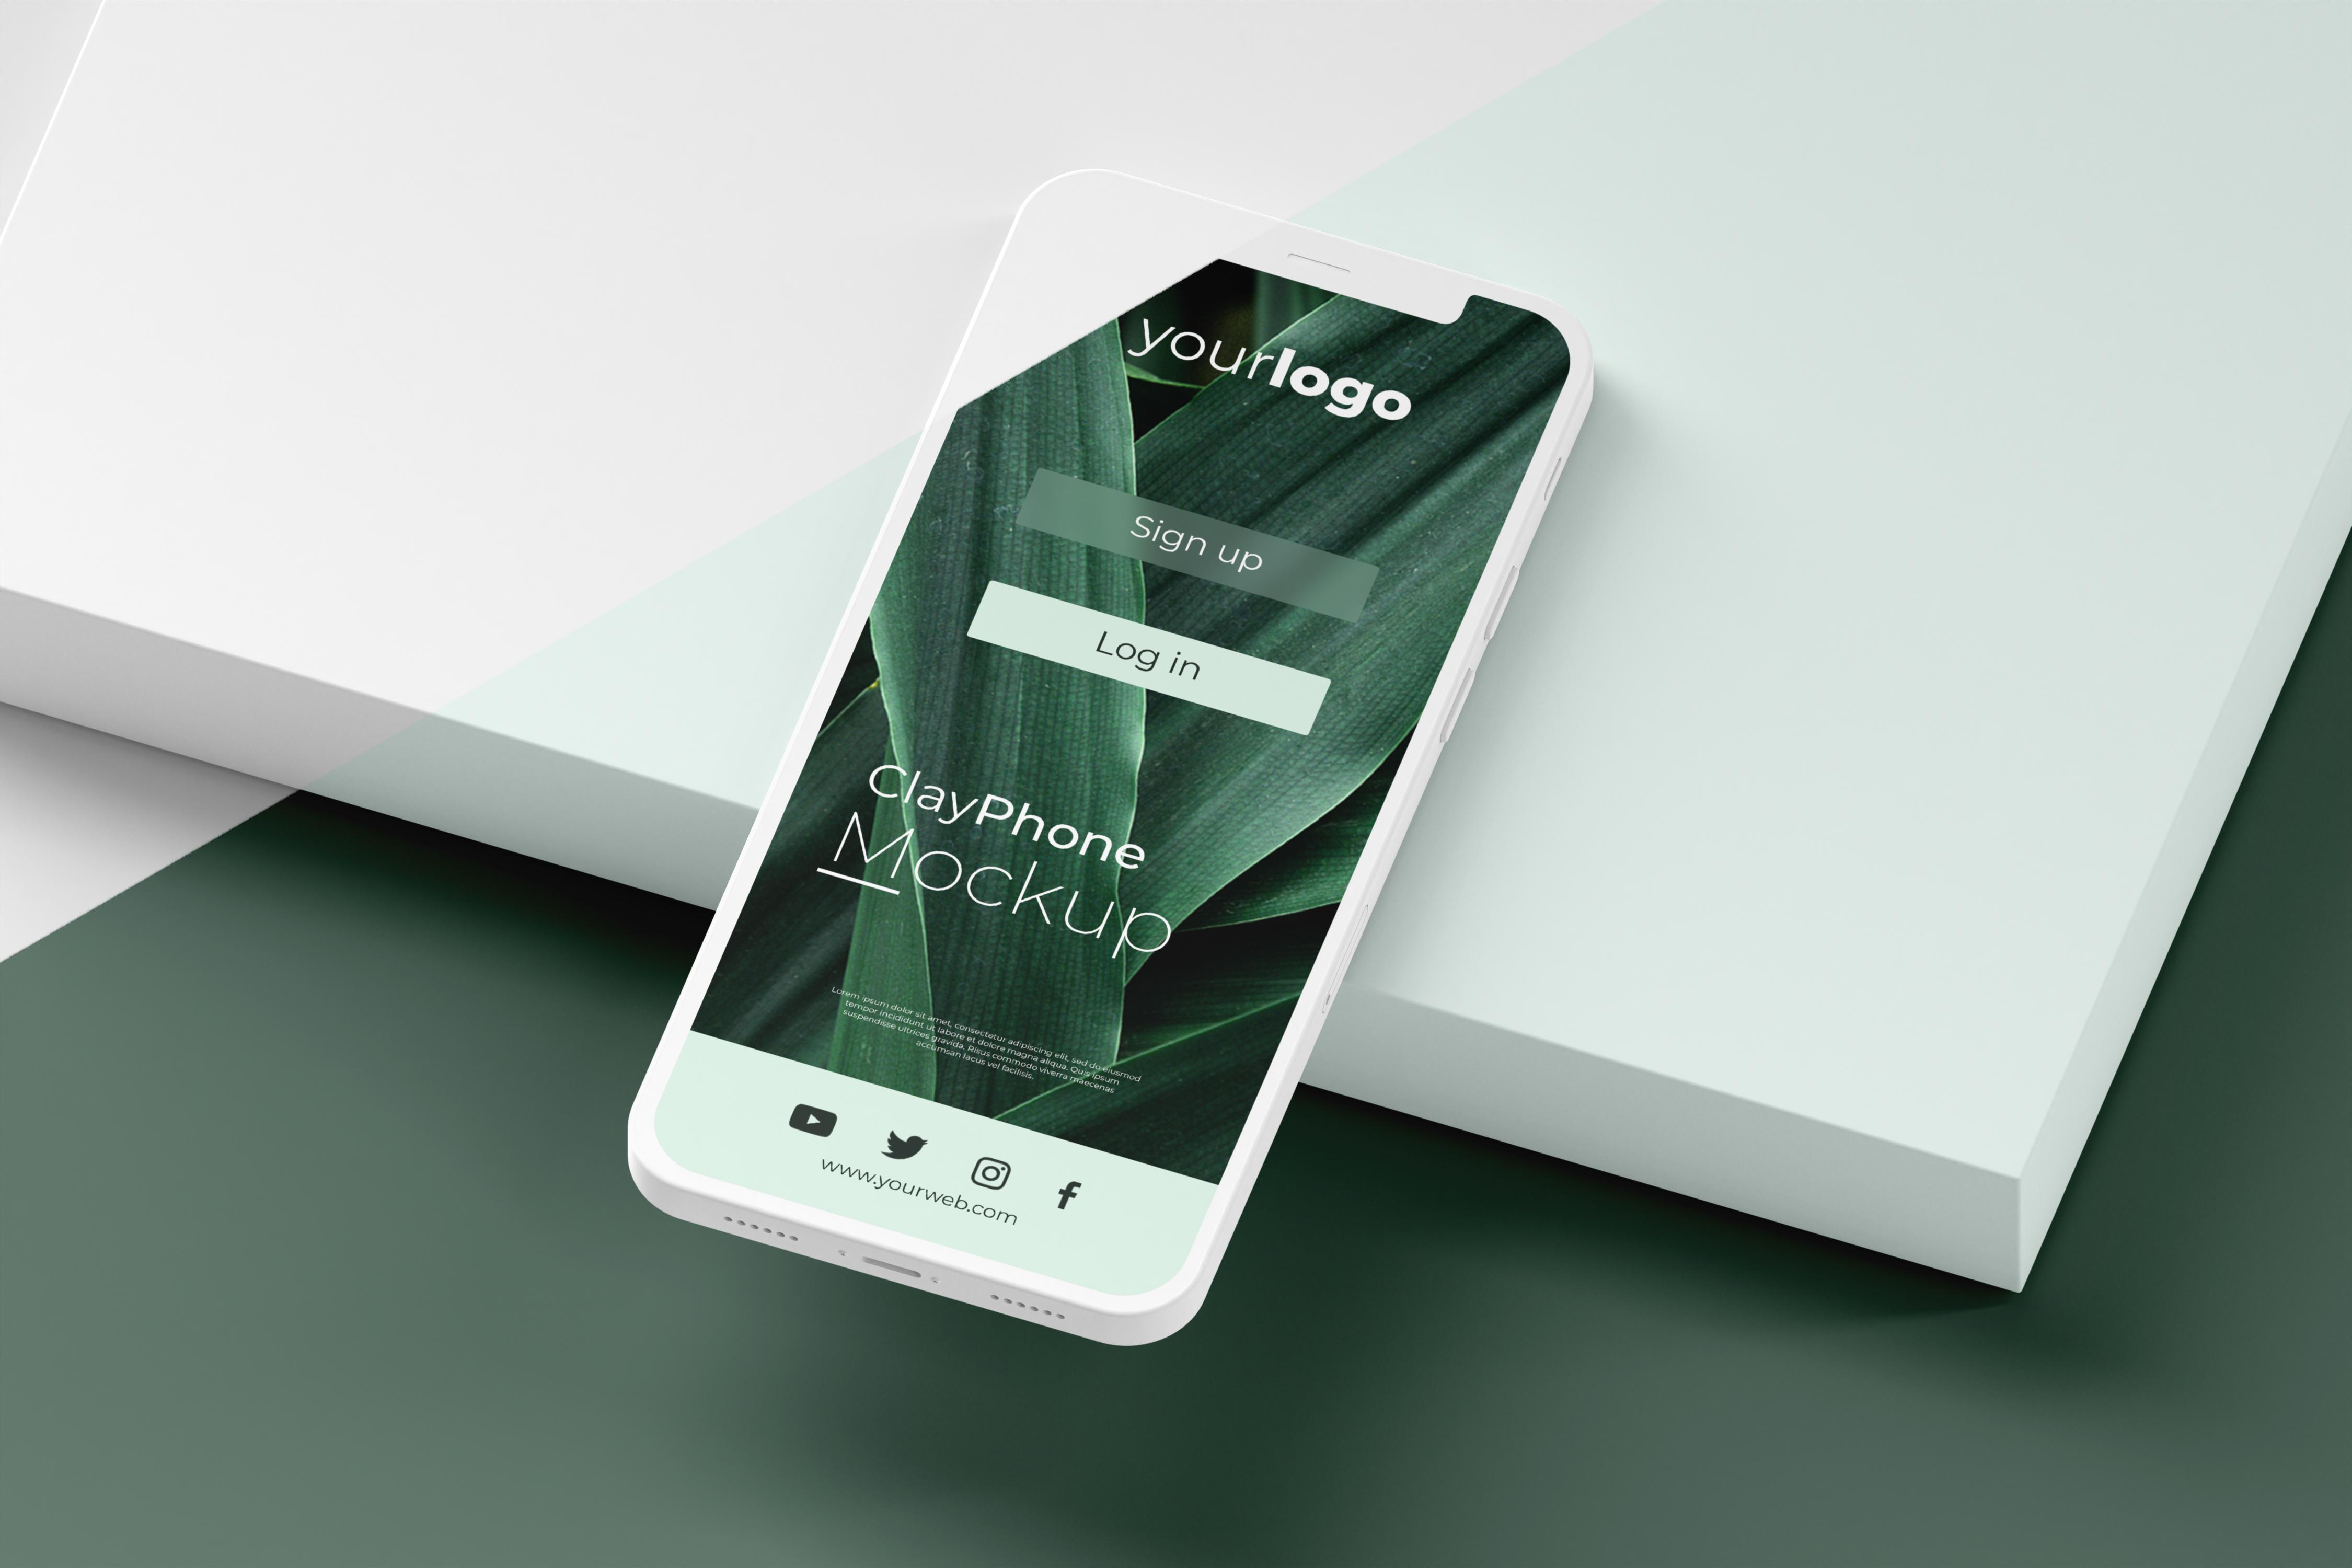 yourlogo
Sign up
Log in
ClayPhone
Mockup
Lorem ipsum dolor sit amet, consectetur adipiscing elit, sed do eiusmod
tempor incididunt ut labore et dolore magna aliqua. Quis ipsum
suspendisse ultrices gravida. Risus commodo viverra maecenas
accumsan lacus vel facilisis.
www.yourweb.com